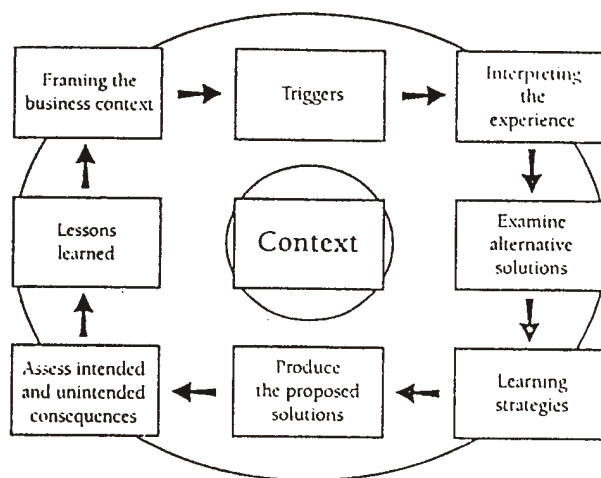 Framing the
business context
Triggers
Interpreting
the
experience
Lessons
learned
Context
Examine
alternative
solutions
Assess intended
and unintended
consequences
Produce
the proposed
solutions
Learning
strategies